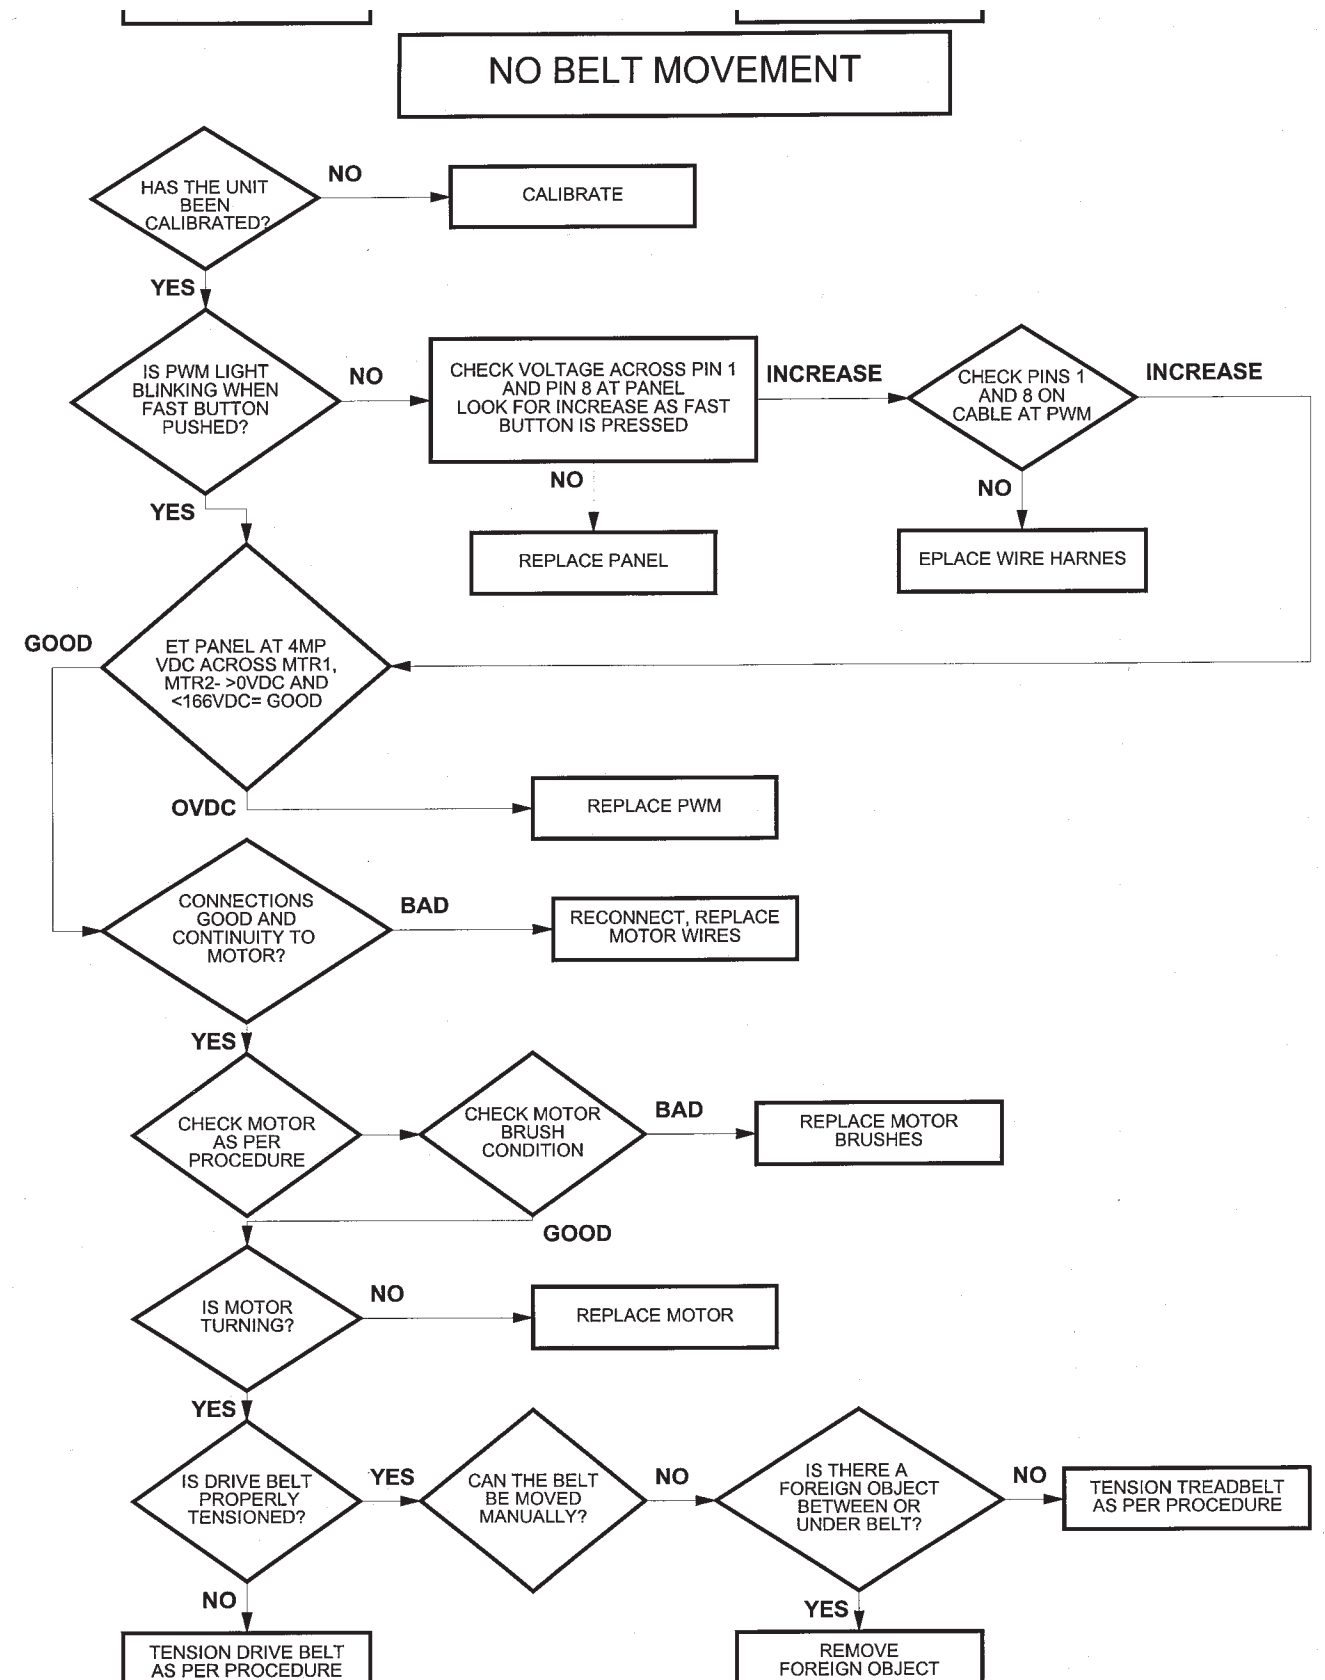 NO BELT MOVEMENT
HAS THE UNIT
BEEN
CALIBRATED?
NO
CALIBRATE
YES
IS PWM LIGHT
BLINKING WHEN
FAST BUTTON
PUSHED?
NO
CHECK VOLTAGE ACROSS PIN 1
AND PIN 8 AT PANEL
LOOK FOR INCREASE AS FAST
BUTTON IS PRESSED
INCREASE
CHECK PINS 1
AND 8 ON
CABLE AT PWM
INCREASE
NO
REPLACE PANEL
NO
EPLACE WIRE HARNES
YES
ET PANEL AT 4MP
VDC ACROSS MTR1,
MTR2- >0VDC AND
<166VDC= GOOD
GOOD
OVDC
REPLACE PWM
CONNECTIONS
GOOD AND
CONTINUITY TO
MOTOR?
BAD
RECONNECT, REPLACE
MOTOR WIRES
YES
CHECK MOTOR
AS PER
PROCEDURE
CHECK MOTOR
BRUSH
CONDITION
BAD
REPLACE MOTOR
BRUSHES
GOOD
IS MOTOR
TURNING?
NO
REPLACE MOTOR
YES
IS DRIVE BELT
PROPERLY
TENSIONED?
YES
CAN THE BELT
BE MOVED
MANUALLY?
NO
IS THERE A
FOREIGN OBJECT
BETWEEN OR
UNDER BELT?
NO
TENSION TREADBELT
AS PER PROCEDURE
NO
TENSION DRIVE BELT
AS PER PROCEDURE
YES
REMOVE
FOREIGN OBJECT